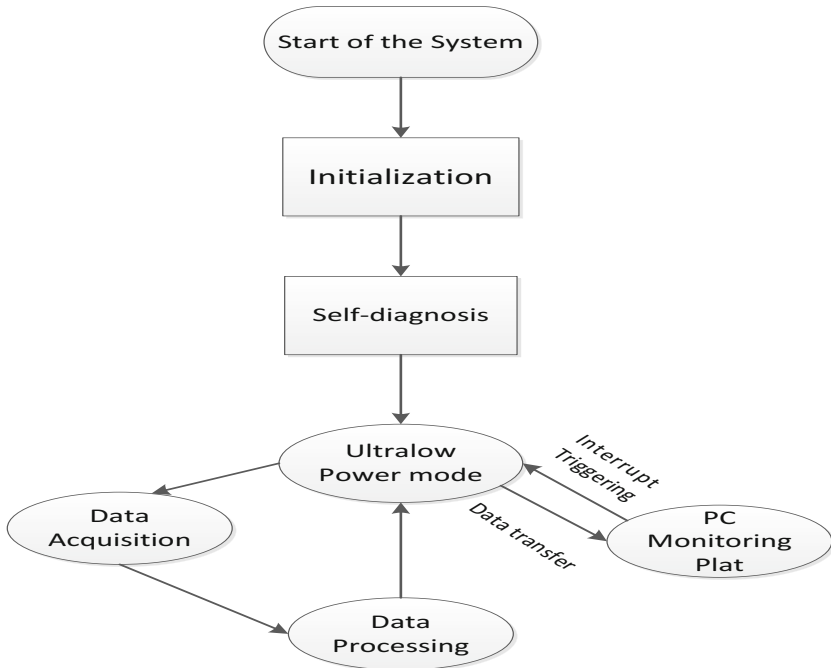 Start of the System
Initialization
Self-diagnosis
Ultralow
Power mode
Interrupt
Triggering
Data transfer
Data
Acquisition
PC
Monitoring
Plat
Data
Processing